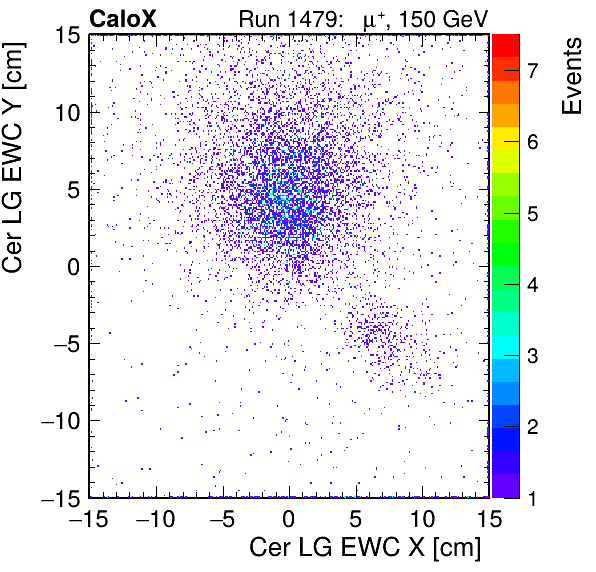 CaloX Run 1479: μ⁺, 150 GeV
Cer LG EWC Y [cm]
15
10
5
0
−5
−10
−15
−15 −10 −5 0 5 10 15
Cer LG EWC X [cm]
Events
7
6
5
4
3
2
1